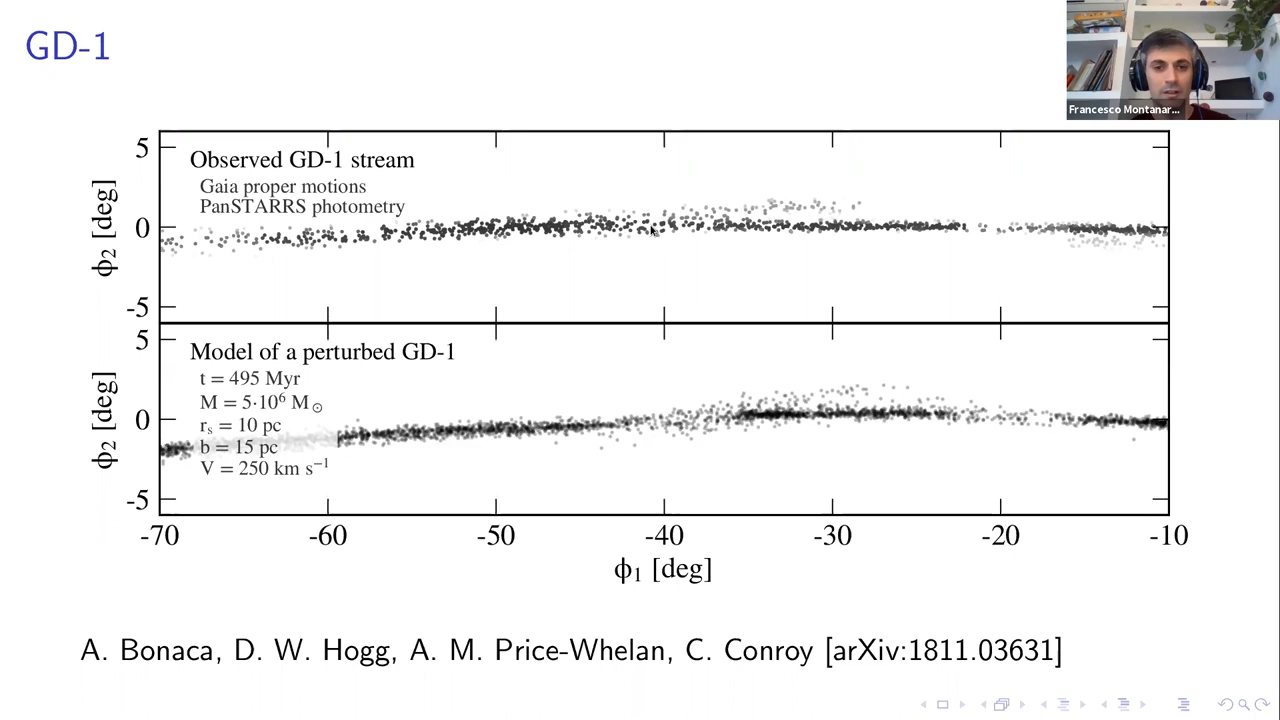 GD-1
Francesco Montanar...
5
Observed GD-1 stream
Gaia proper motions
PanSTARRS photometry
0
ϕ₂ [deg]
-5
5
Model of a perturbed GD-1
t = 495 Myr
M = 5·10⁶ M☉
rₛ = 10 pc
b = 15 pc
V = 250 km s⁻¹
0
ϕ₂ [deg]
-5
-70 -60 -50 -40 -30 -20 -10
ϕ₁ [deg]
A. Bonaca, D. W. Hogg, A. M. Price-Whelan, C. Conroy [arXiv:1811.03631]